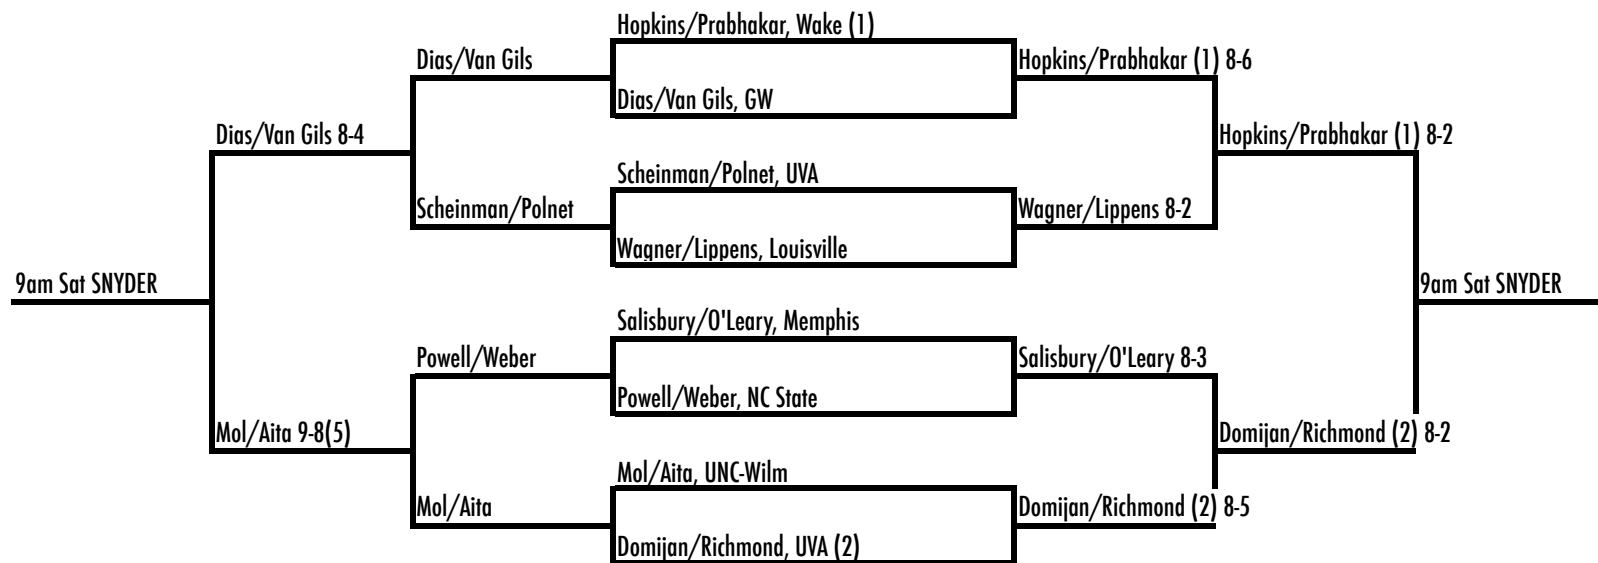 Hopkins/Prabhakar, Wake (1)
Dias/Van Gils
Hopkins/Prabhakar (1) 8-6
Dias/Van Gils, GW
Dias/Van Gils 8-4
Hopkins/Prabhakar (1) 8-2
Scheinman/Polnet, UVA
Scheinman/Polnet
Wagner/Lippens 8-2
Wagner/Lippens, Louisville
9am Sat SNYDER
9am Sat SNYDER
Salisbury/O'Leary, Memphis
Powell/Weber
Salisbury/O'Leary 8-3
Powell/Weber, NC State
Mol/Aita 9-8(5)
Domijan/Richmond (2) 8-2
Mol/Aita, UNC-Wilm
Mol/Aita
Domijan/Richmond (2) 8-5
Domijan/Richmond, UVA (2)